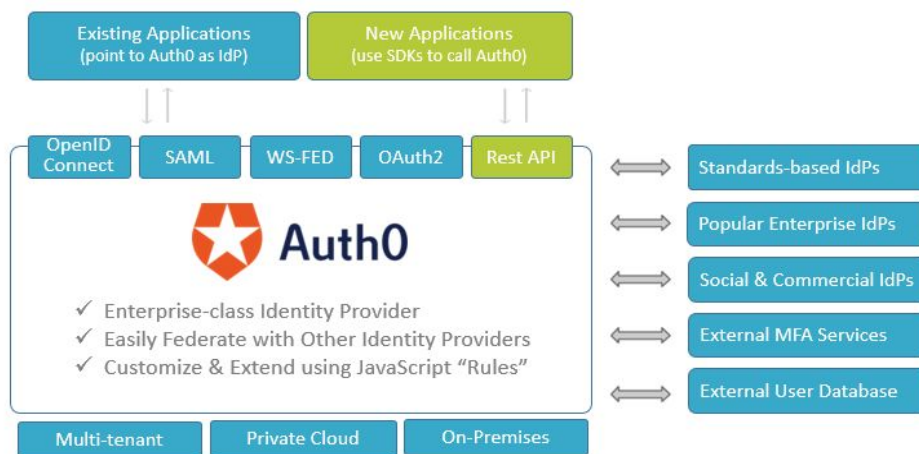 Existing Applications
(point to Auth0 as IdP)
New Applications
(use SDKs to call Auth0)
OpenID
Connect
SAML
WS-FED
OAuth2
Rest API
Auth0
✓ Enterprise-class Identity Provider
✓ Easily Federate with Other Identity Providers
✓ Customize & Extend using JavaScript “Rules”
Standards-based IdPs
Popular Enterprise IdPs
Social & Commercial IdPs
External MFA Services
External User Database
Multi-tenant
Private Cloud
On-Premises